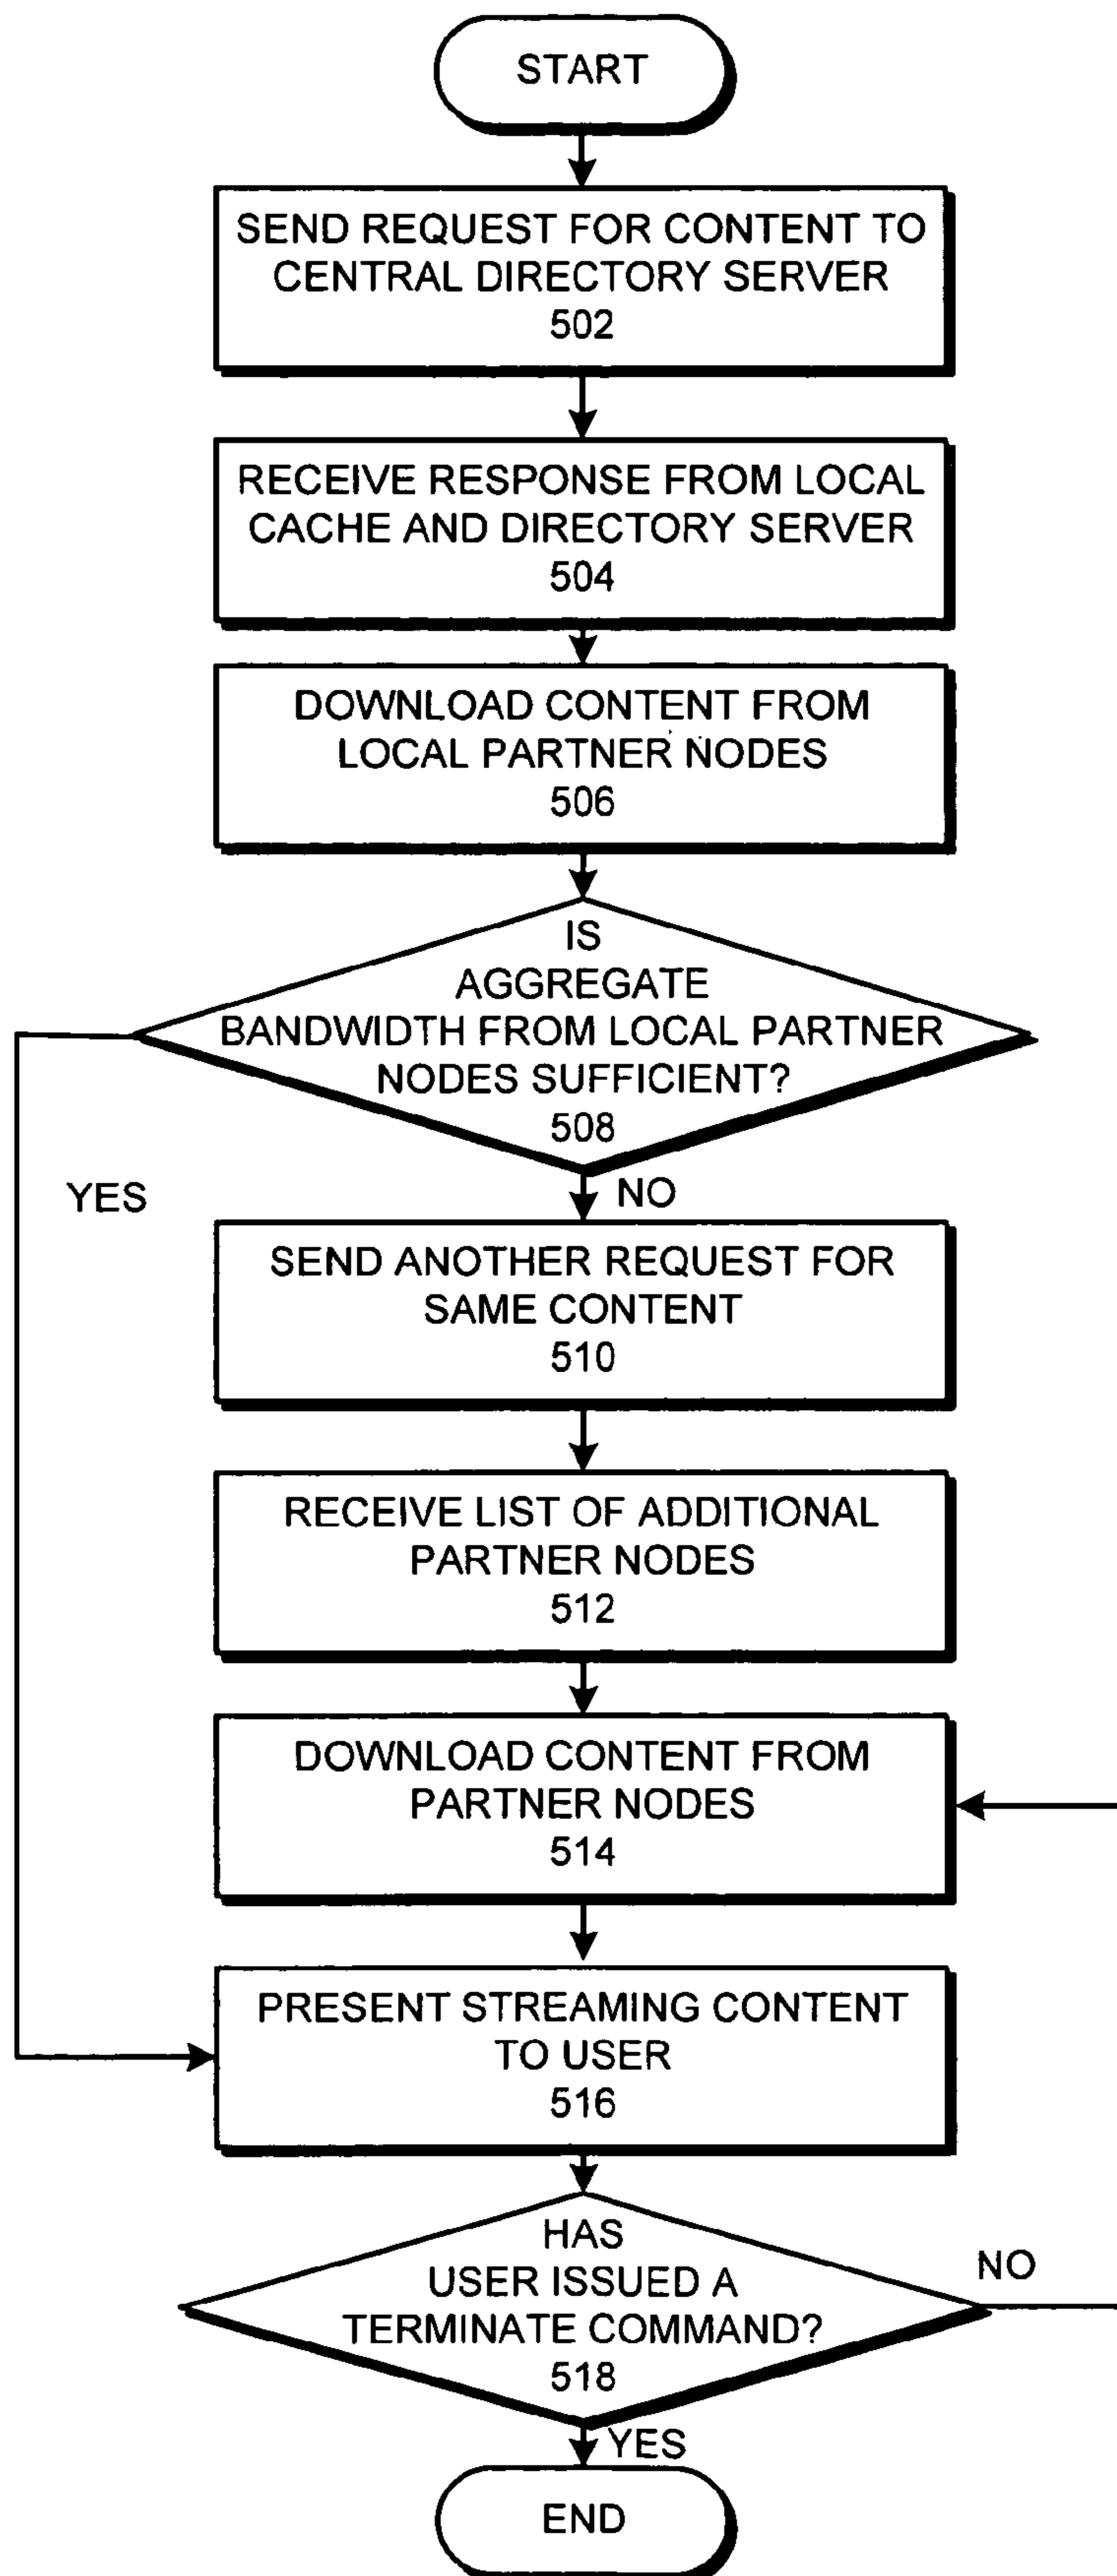 START
SEND REQUEST FOR CONTENT TO
CENTRAL DIRECTORY SERVER
502
RECEIVE RESPONSE FROM LOCAL
CACHE AND DIRECTORY SERVER
504
DOWNLOAD CONTENT FROM
LOCAL PARTNER NODES
506
IS
AGGREGATE
BANDWIDTH FROM LOCAL PARTNER
NODES SUFFICIENT?
508
YES
NO
SEND ANOTHER REQUEST FOR
SAME CONTENT
510
RECEIVE LIST OF ADDITIONAL
PARTNER NODES
512
DOWNLOAD CONTENT FROM
PARTNER NODES
514
PRESENT STREAMING CONTENT
TO USER
516
HAS
USER ISSUED A
TERMINATE COMMAND?
518
NO
YES
END